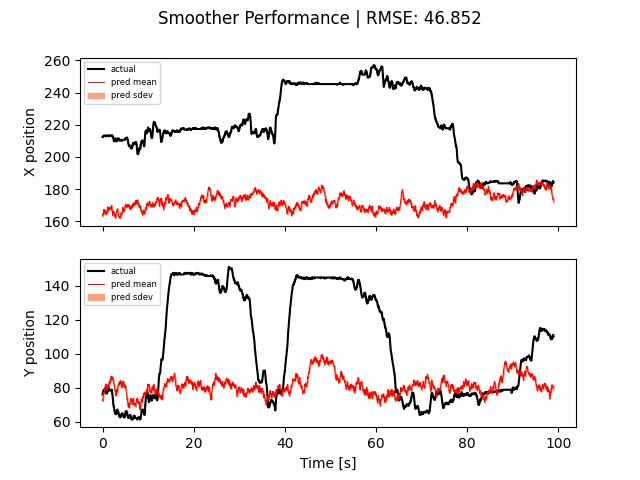 Smoother Performance | RMSE: 46.852
260
240
220
200
180
160
X position
actual
pred mean
pred sdev
140
120
100
80
60
Y position
actual
pred mean
pred sdev
0 20 40 60 80 100
Time [s]